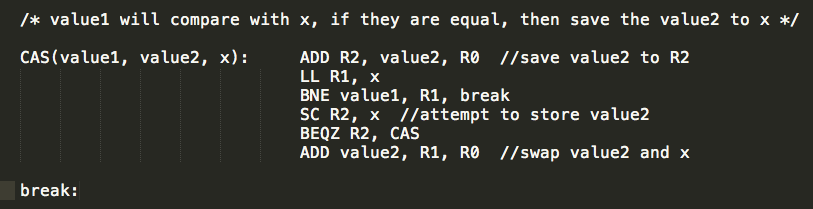 /* value1 will compare with x, if they are equal, then save the value2 to x */
CAS(value1, value2, x): ADD R2, value2, R0 //save value2 to R2
LL R1, x
BNE value1, R1, break
SC R2, x //attempt to store value2
BEQZ R2, CAS
ADD value2, R1, R0 //swap value2 and x
break: